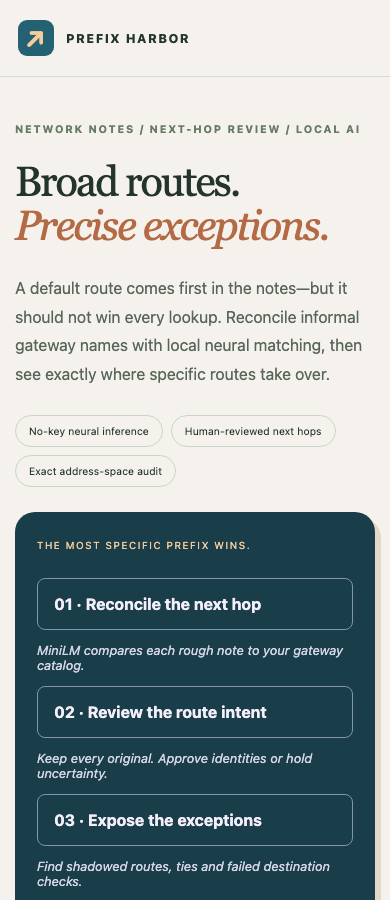 PREFIX HARBOR
NETWORK NOTES / NEXT-HOP REVIEW / LOCAL AI
Broad routes.
Precise exceptions.
A default route comes first in the notes—but it
should not win every lookup. Reconcile informal
gateway names with local neural matching, then
see exactly where specific routes take over.
No-key neural inference
Human-reviewed next hops
Exact address-space audit
THE MOST SPECIFIC PREFIX WINS.
01 · Reconcile the next hop
MiniLM compares each rough note to your gateway
catalog.
02 · Review the route intent
Keep every original. Approve identities or hold
uncertainty.
03 · Expose the exceptions
Find shadowed routes, ties and failed destination
checks.